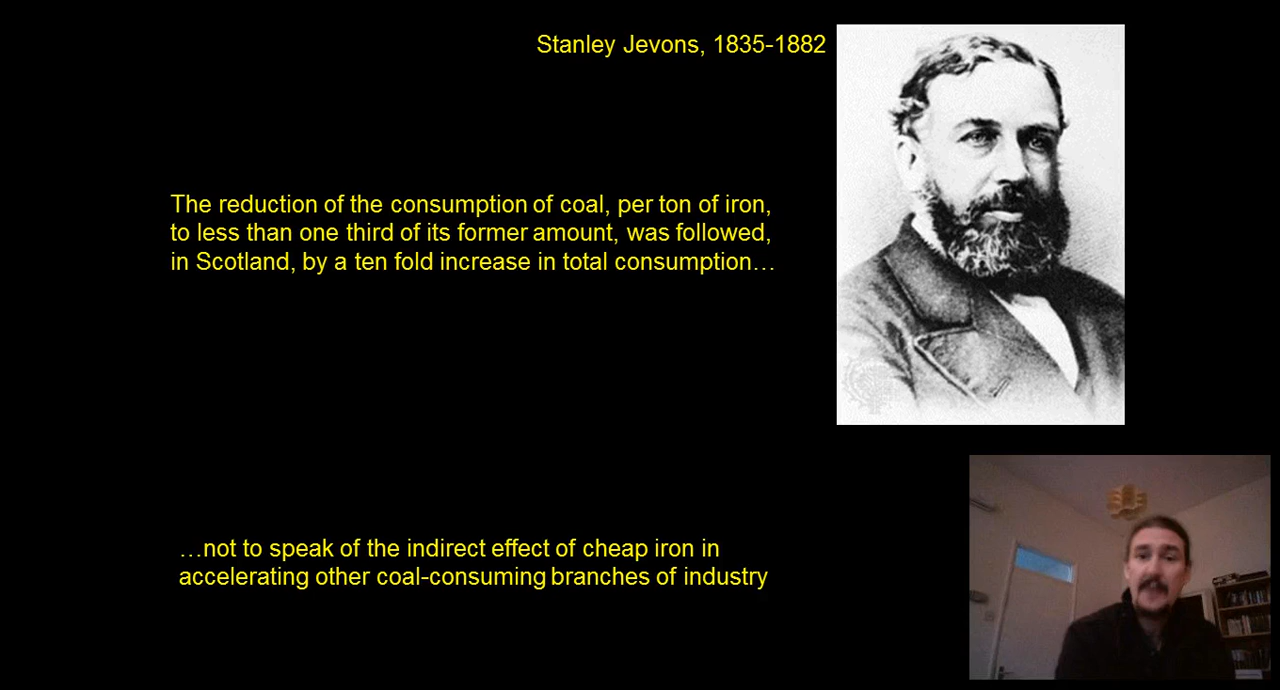 Stanley Jevons, 1835-1882
The reduction of the consumption of coal, per ton of iron,
to less than one third of its former amount, was followed,
in Scotland, by a ten fold increase in total consumption…
…not to speak of the indirect effect of cheap iron in
accelerating other coal-consuming branches of industry